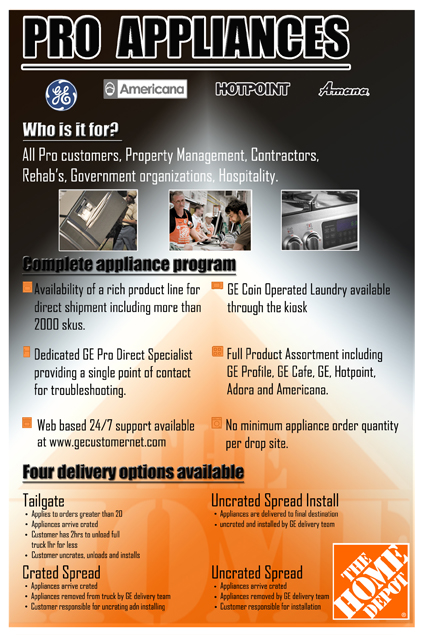 PRO APPLIANCES
GE
Americana
HOTPOINT
Amana
Who is it for?
All Pro customers, Property Management, Contractors,
Rehab's, Government organizations, Hospitality.
Complete appliance program
Availability of a rich product line for
direct shipment including more than
2000 skus.
GE Coin Operated Laundry available
through the kiosk
Dedicated GE Pro Direct Specialist
providing a single point of contact
for troubleshooting.
Full Product Assortment including
GE Profile, GE Cafe, GE, Hotpoint,
Adora and Americana.
Web based 24/7 support available
at www.gecustomernet.com
No minimum appliance order quantity
per drop site.
Four delivery options available
Tailgate
• Applies to orders greater than 20
• Appliances arrive crated
• Customer has 2hrs to unload full
truck 1hr for less
• Customer uncrates, unloads and installs
Uncrated Spread Install
• Appliances are delivered to final destination
• uncrated and installed by GE delivery team
Crated Spread
• Appliances arrive crated
• Appliances removed from truck by GE delivery team
• Customer responsible for uncrating adn installing
Uncrated Spread
• Appliances arrive crated
• Appliances removed by GE delivery team
• Customer responsible for installation
THE
HOME
DEPOT